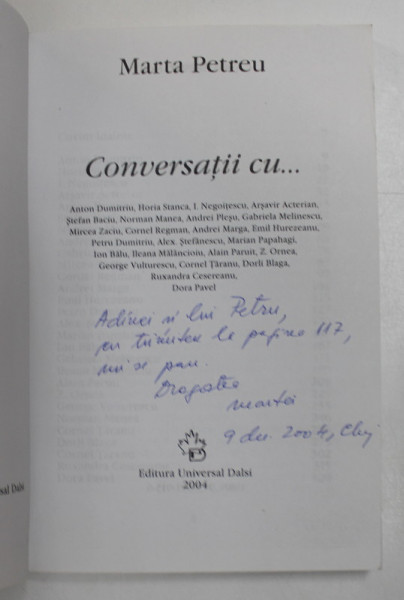 Marta Petreu
Conversații cu...
Anton Dumitriu, Horia Stanca, I. Negoițescu, Arșavir Acterian,
Ștefan Baciu, Norman Manea, Andrei Pleșu, Gabriela Melinescu,
Mircea Zaciu, Cornel Regman, Andrei Marga, Emil Hurezeanu,
Petru Dumitriu, Alex. Ștefănescu, Marian Papahagi,
Ion Bălu, Ileana Mălăncioiu, Alain Paruit, Z. Ornea,
George Vulturescu, Cornel Țăranu, Dorli Blaga,
Ruxandra Cesereanu,
Dora Pavel
Adinei și lui Petru,
cu trimitere la pagina 117,
mi se pare.
Dragoste
marta
9 dec. 2004, Cluj
Editura Universal Dalsi
2004
sal Dalsi